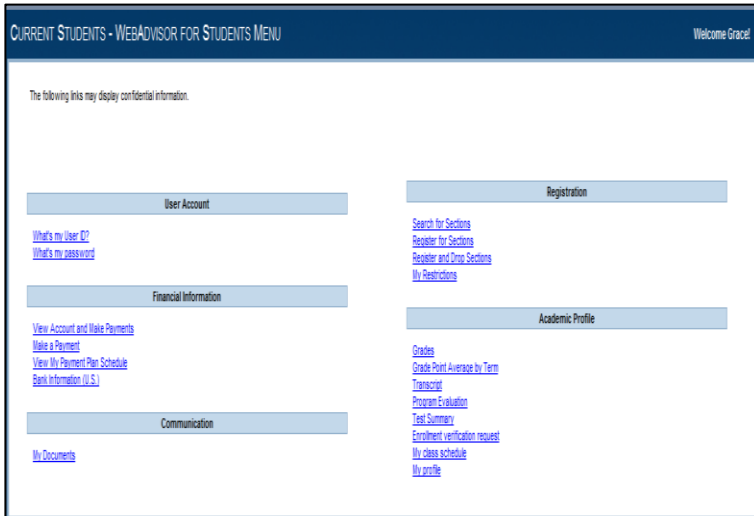 CURRENT STUDENTS - WEBADVISOR FOR STUDENTS MENU
Welcome Grace!
The following links may display confidential information.
User Account
What's my User ID?
What's my password
Financial Information
View Account and Make Payments
Make a Payment
View My Payment Plan Schedule
Bank Information (U.S.)
Communication
My Documents
Registration
Search for Sections
Register for Sections
Register and Drop Sections
My Restrictions
Academic Profile
Grades
Grade Point Average by Term
Transcript
Program Evaluation
Test Summary
Enrollment verification request
My class schedule
My profile